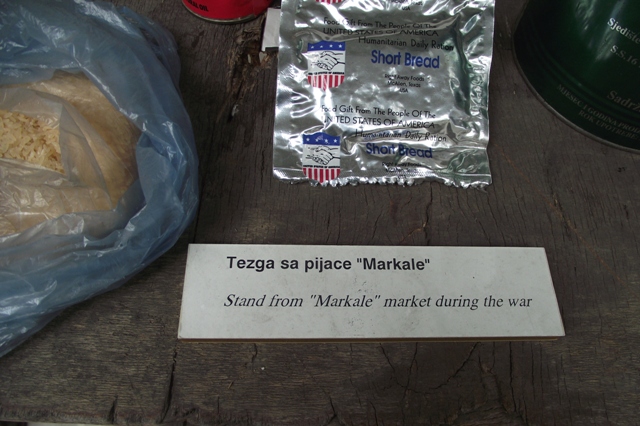 Food Gift From The People Of The
UNITED STATES OF AMERICA
Humanitarian Daily Ration
Short Bread
USA
Food Gift From The People Of The
UNITED STATES OF AMERICA
Humanitarian Daily Ration
Short Bread
Tezga sa pijace "Markale"
Stand from "Markale" market during the war